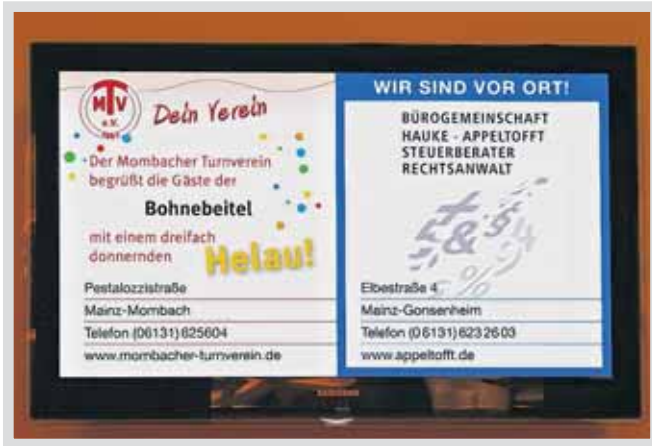 MTV
e.V.
Dein Verein
Der Mombacher Turnverein
begrüßt die Gäste der
Bohnebeitel
mit einem dreifach
donnernden
Helau!
Pestalozzistraße
Mainz-Mombach
Telefon (06131) 625604
www.mombacher-turnverein.de
WIR SIND VOR ORT!
BÜROGEMEINSCHAFT
HAUKE - APPELTOFFT
STEUERBERATER
RECHTSANWALT
&§
%
Elbestraße 4
Mainz-Gonsenheim
Telefon (06131) 623 26 03
www.appeltofft.de
SAMSUNG